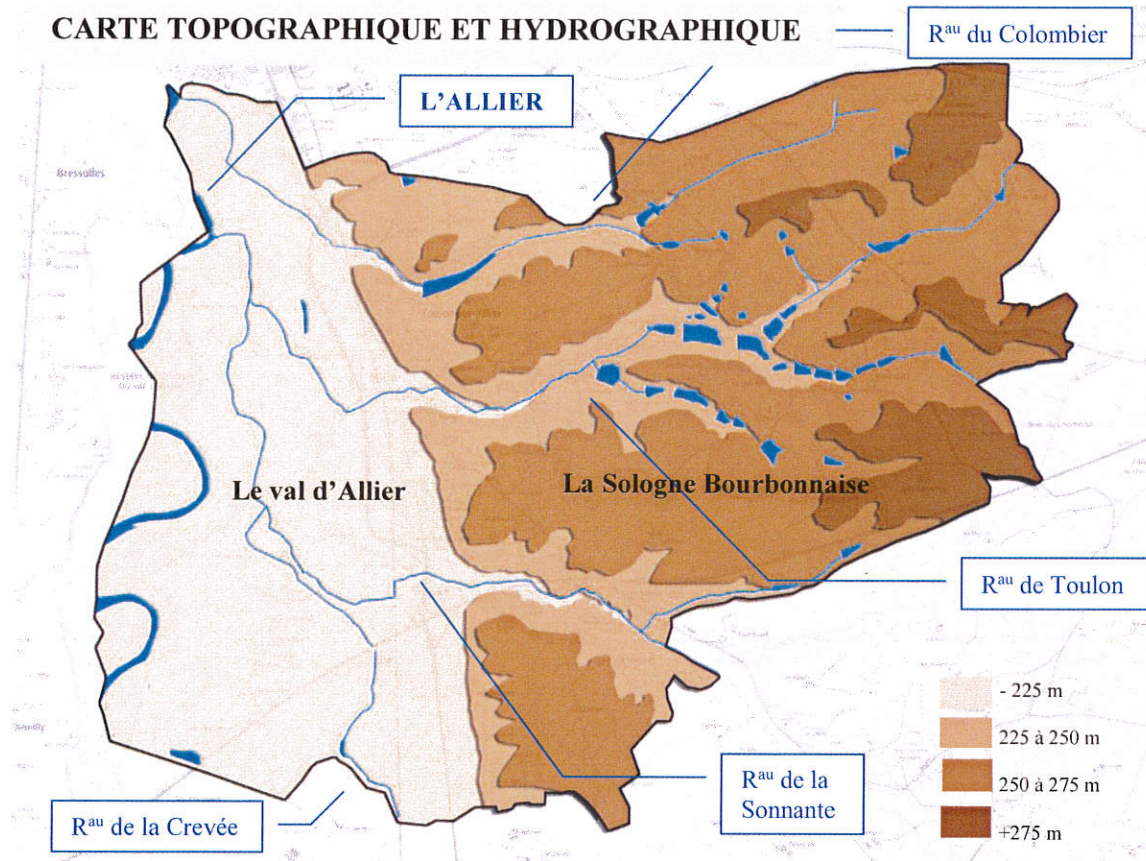 CARTE TOPOGRAPHIQUE ET HYDROGRAPHIQUE
Rau du Colombier
L'ALLIER
Bressolles
Le val d'Allier
La Sologne Bourbonnaise
Rau de Toulon
- 225 m
225 à 250 m
250 à 275 m
+275 m
Rau de la
Sonnante
Rau de la Crevée